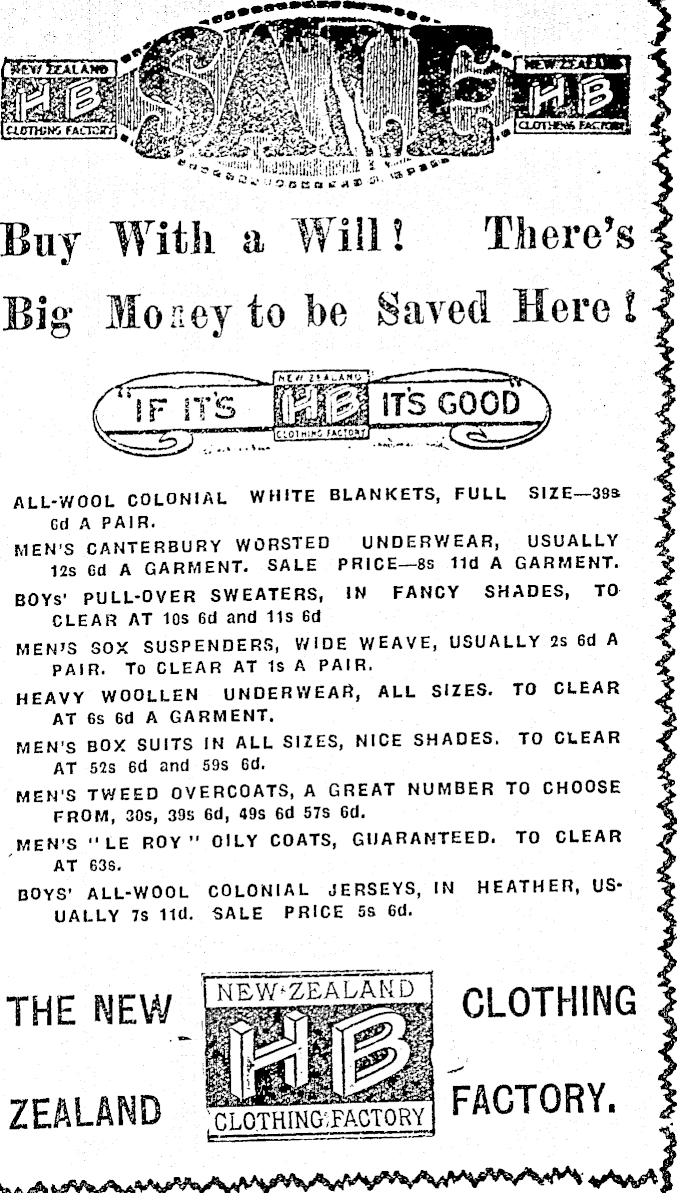 SALE
NEW ZEALAND
HB
CLOTHING FACTORY
NEW ZEALAND
HB
CLOTHING FACTORY
Buy With a Will! There's
Big Money to be Saved Here!
"IF IT'S
NEW ZEALAND
HB
CLOTHING FACTORY
IT'S GOOD"
ALL-WOOL COLONIAL WHITE BLANKETS, FULL SIZE—39s
6d A PAIR.
MEN'S CANTERBURY WORSTED UNDERWEAR, USUALLY
12s 6d A GARMENT. SALE PRICE—8s 11d A GARMENT.
BOYs' PULL-OVER SWEATERS, IN FANCY SHADES, TO
CLEAR AT 10s 6d and 11s 6d
MEN'S SOX SUSPENDERS, WIDE WEAVE, USUALLY 2s 6d A
PAIR. To CLEAR AT 1s A PAIR.
HEAVY WOOLLEN UNDERWEAR, ALL SIZES. TO CLEAR
AT 6s 6d A GARMENT.
MEN'S BOX SUITS IN ALL SIZES, NICE SHADES. TO CLEAR
AT 52s 6d and 59s 6d.
MEN'S TWEED OVERCOATS, A GREAT NUMBER TO CHOOSE
FROM, 30s, 39s 6d, 49s 6d 57s 6d.
MEN'S "LE ROY" OILY COATS, GUARANTEED. TO CLEAR
AT 63s.
BOYS' ALL-WOOL COLONIAL JERSEYS, IN HEATHER, US-
UALLY 7s 11d. SALE PRICE 5s 6d.
THE NEW
ZEALAND
NEW ZEALAND
HB
CLOTHING FACTORY
CLOTHING
FACTORY.